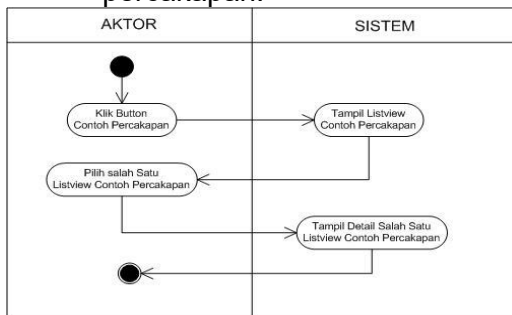 percakapan.
AKTOR
SISTEM
Klik Button
Contoh Percakapan
Tampil Listview
Contoh Percakapan
Pilih salah Satu
Listview Contoh Percakapan
Tampil Detail Salah Satu
Listview Contoh Percakapan